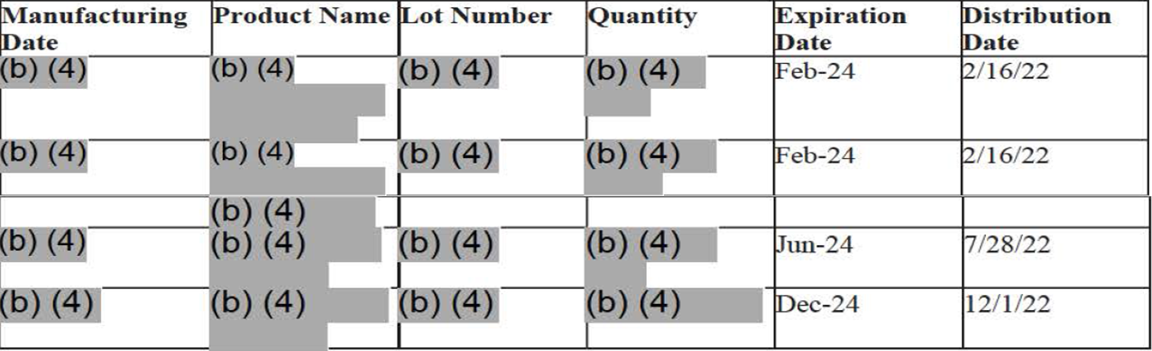 Manufacturing Date Product Name Lot Number Quantity Expiration Date Distribution Date
(b) (4) (b) (4) (b) (4) (b) (4) Feb-24 2/16/22
(b) (4) (b) (4) (b) (4) (b) (4) Feb-24 2/16/22
(b) (4)
(b) (4) (b) (4) (b) (4) (b) (4) Jun-24 7/28/22
(b) (4) (b) (4) (b) (4) (b) (4) Dec-24 12/1/22